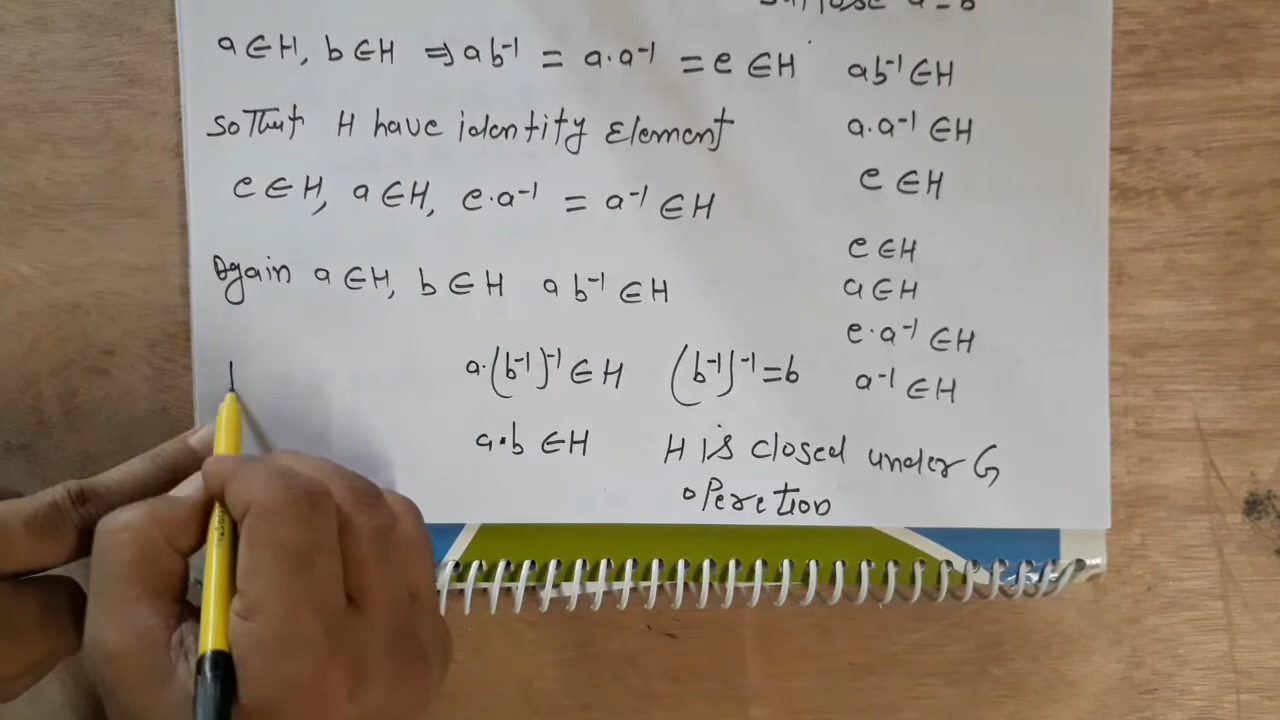 a∈H, b∈H ⇒ ab⁻¹ = a·a⁻¹ = e ∈H
so That H have identity Element
e∈H, a∈H, e·a⁻¹ = a⁻¹ ∈H
Again a∈H, b∈H ab⁻¹ ∈H
a·(b⁻¹)⁻¹ ∈ H (b⁻¹)⁻¹ = b
a·b ∈H H is closed under G
operetion
ab⁻¹ ∈H
a·a⁻¹ ∈H
e ∈H
e ∈H
a ∈H
e·a⁻¹ ∈H
a⁻¹ ∈H